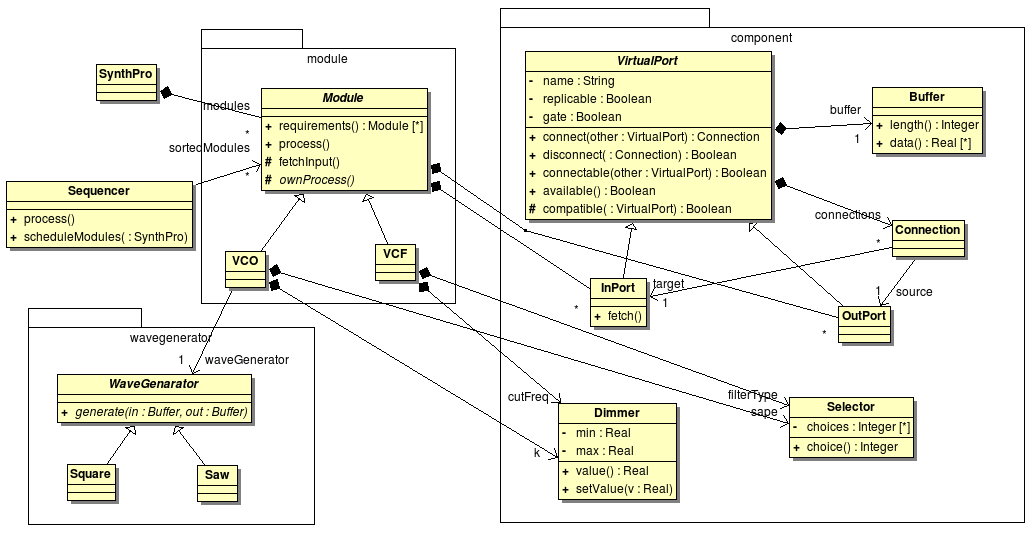 component
module
SynthPro
VirtualPort
- name : String
- replicable : Boolean
- gate : Boolean
+ connect(other : VirtualPort) : Connection
+ disconnect( : Connection) : Boolean
+ connectable(other : VirtualPort) : Boolean
+ available() : Boolean
# compatible( : VirtualPort) : Boolean
Module
+ requirements() : Module [*]
+ process()
# fetchInput()
# ownProcess()
modules
*
sortedModules
*
Buffer
+ length() : Integer
+ data() : Real [*]
buffer
1
Sequencer
+ process()
+ scheduleModules( : SynthPro)
connections
*
Connection
VCO
VCF
InPort
+ fetch()
*
target
1
1
source
OutPort
*
wavegenerator
1
waveGenerator
WaveGenarator
+ generate(in : Buffer, out : Buffer)
Square
Saw
cutFreq
k
Dimmer
- min : Real
- max : Real
+ value() : Real
+ setValue(v : Real)
filterType
sape
Selector
- choices : Integer [*]
+ choice() : Integer